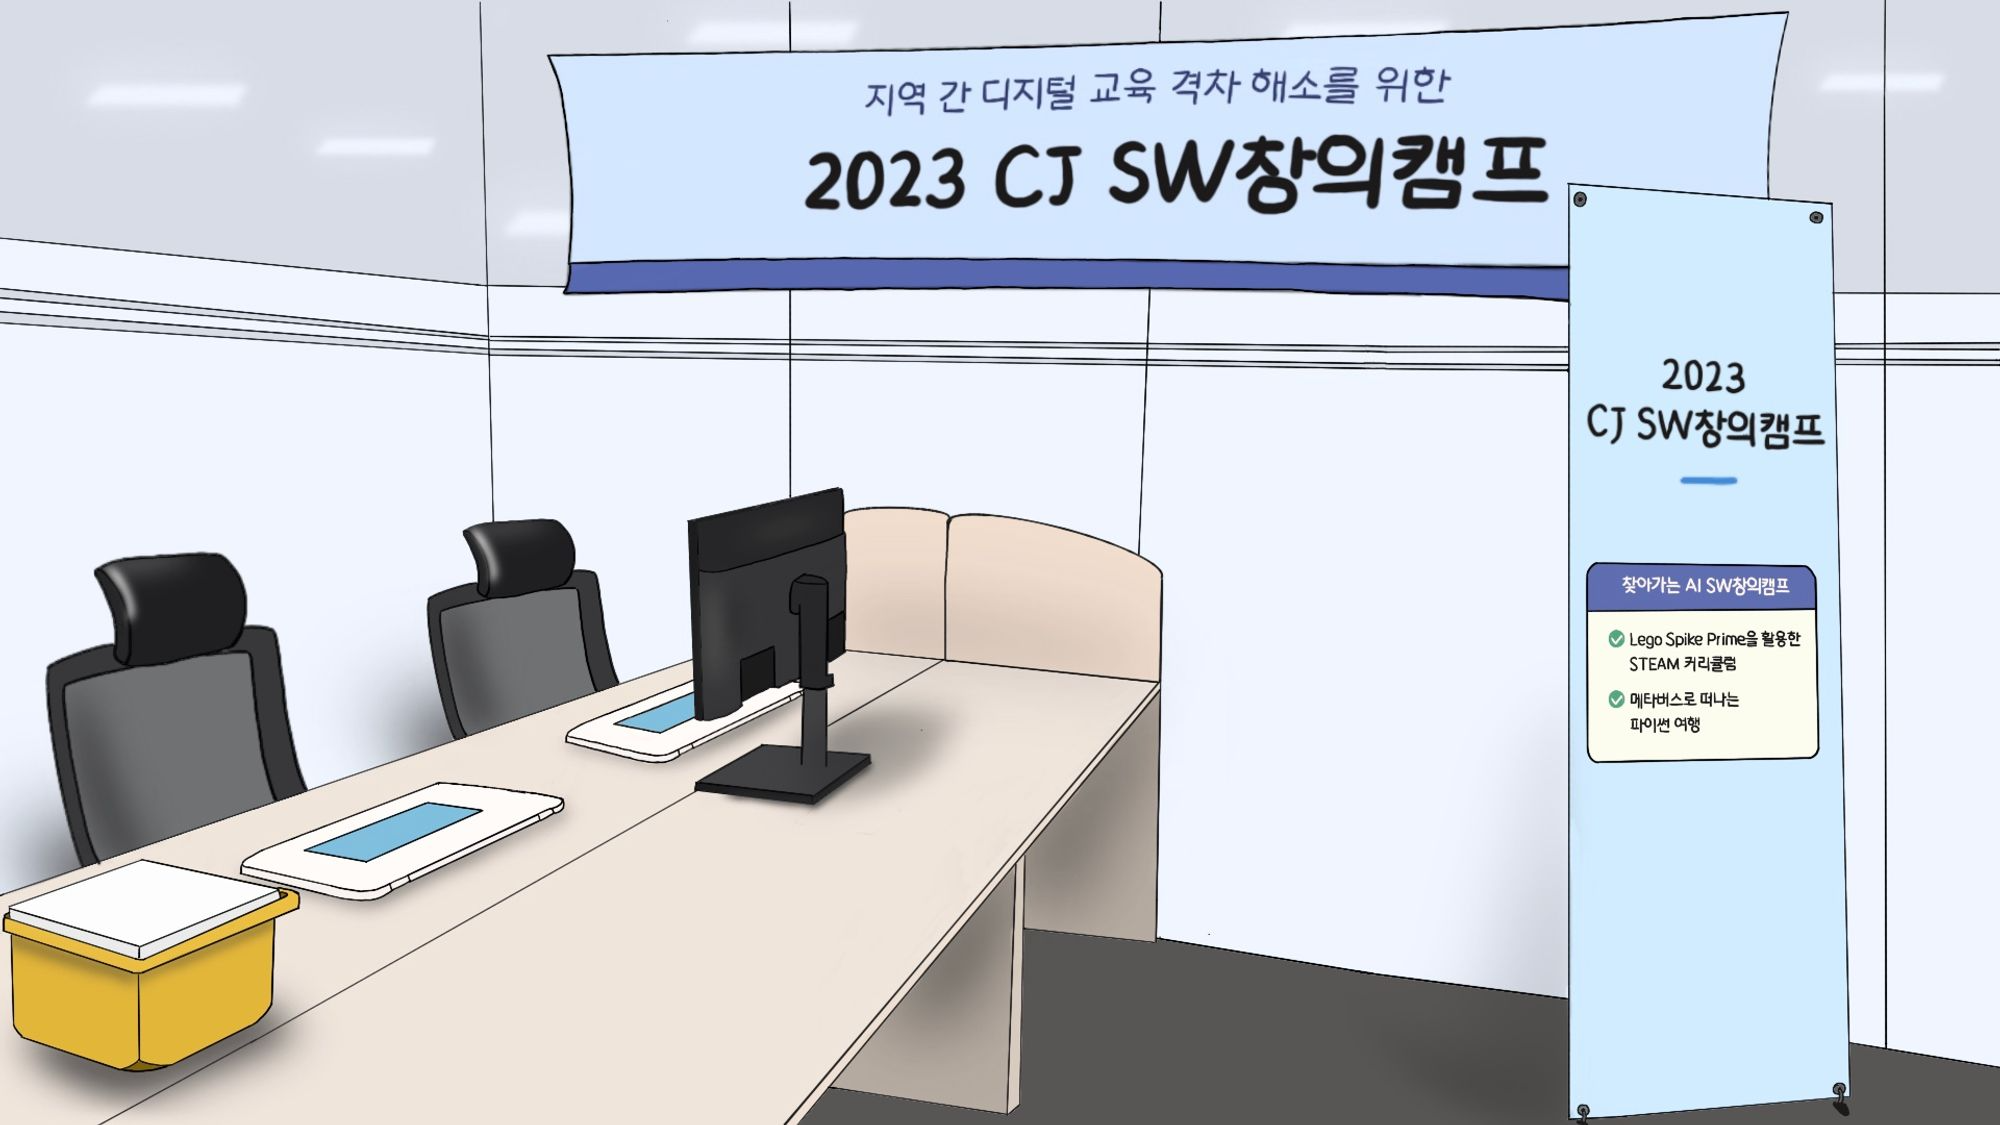 지역 간 디지털 교육 격차 해소를 위한
2023 CJ SW창의캠프
2023
CJ SW창의캠프
찾아가는 AI SW창의캠프
Lego Spike Prime을 활용한
STEAM 커리큘럼
메타버스로 떠나는
파이썬 여행